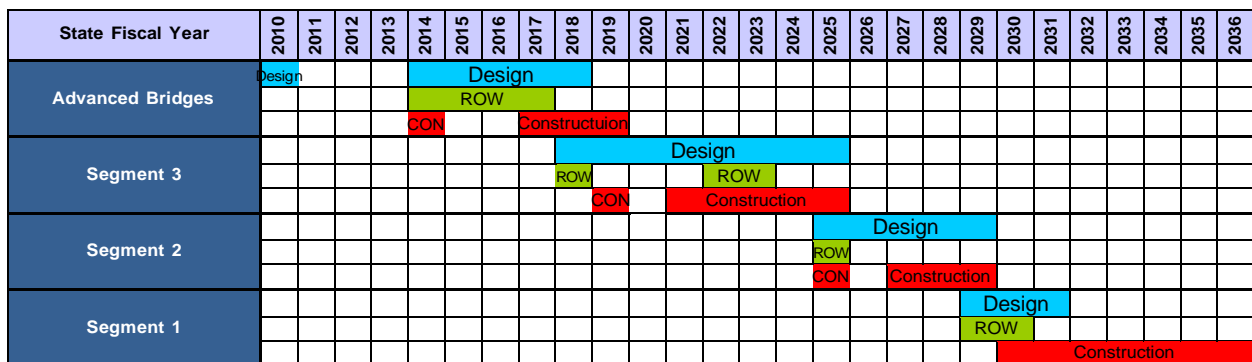 State Fiscal Year 2010 2011 2012 2013 2014 2015 2016 2017 2018 2019 2020 2021 2022 2023 2024 2025 2026 2027 2028 2029 2030 2031 2032 2033 2034 2035 2036
Design Design
Advanced Bridges ROW
CON Constructuion
Design
Segment 3 ROW ROW
CON Construction
Design
Segment 2 ROW
CON Construction
Design
Segment 1 ROW
Construction